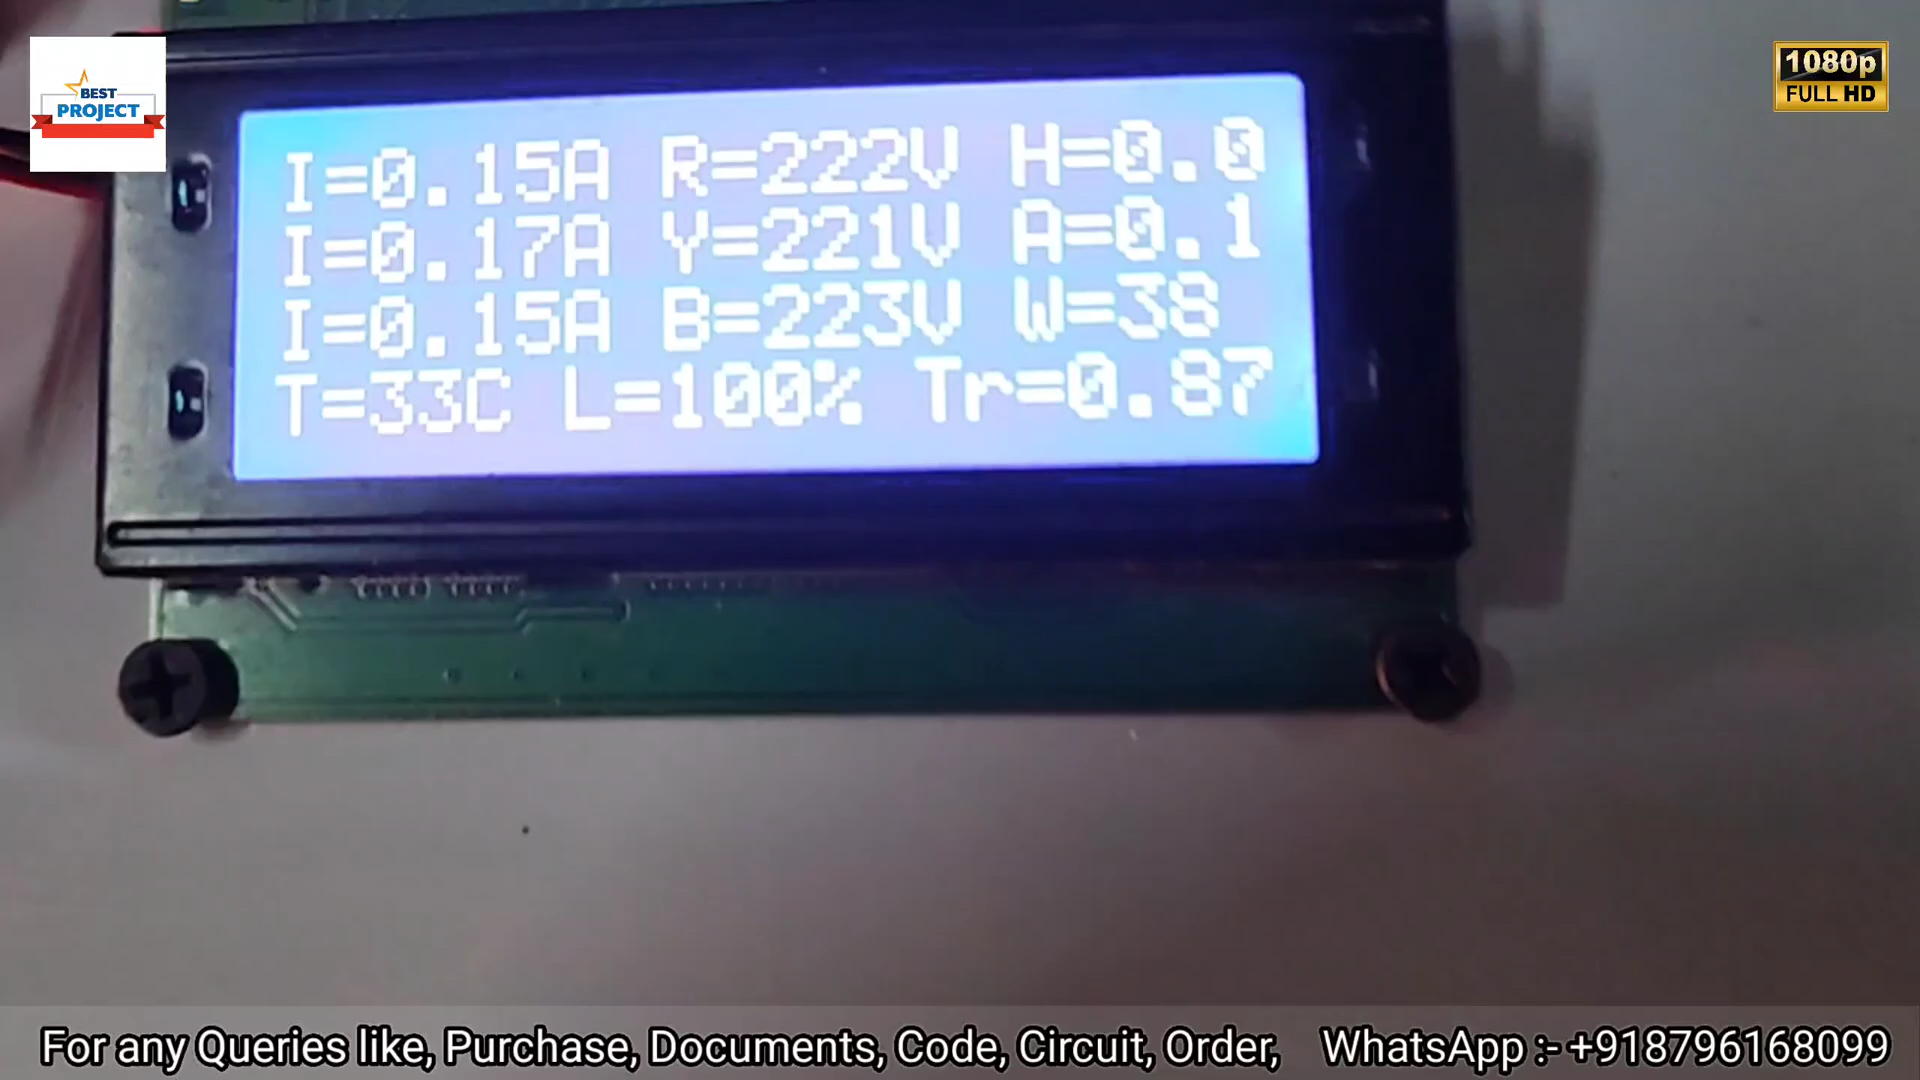 BEST
PROJECT
1080p
FULL HD
I=0.15A R=222V H=0.0
I=0.17A Y=221V A=0.1
I=0.15A B=223V W=38
T=33C L=100% Tr=0.87
For any Queries like, Purchase, Documents, Code, Circuit, Order, WhatsApp :- +918796168099